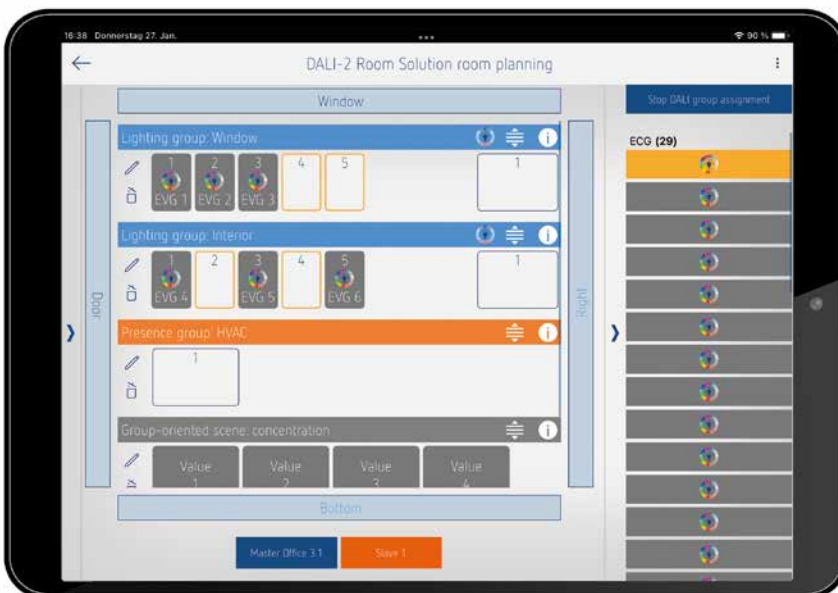 16:38 Donnerstag 27. Jan.
90 %
DALI-2 Room Solution room planning
Window
Stop DALI group assignment
Lighting group: Window
ECG (29)
1 2 3 4 5 1
EVG 1 EVG 2 EVG 3
Lighting group: Interior
1 2 3 4 5 1
EVG 4 EVG 5 EVG 6
Door
Right
Presence group: HVAC
1
Group-oriented scene: concentration
Value Value Value Value
1 2 3 4
Bottom
Master Office 3.1
Slave 1